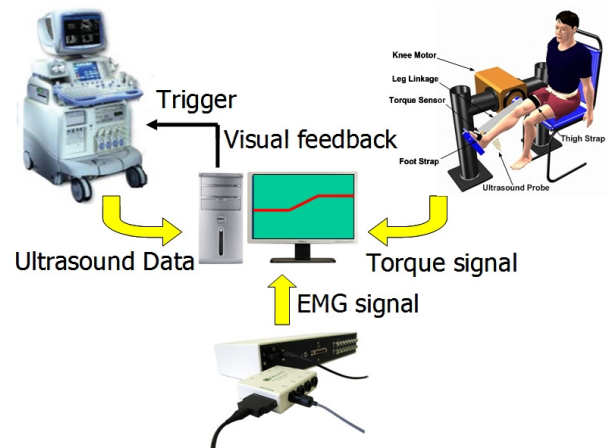 Trigger
Visual feedback
Ultrasound Data
Torque signal
EMG signal
Knee Motor
Leg Linkage
Torque Sensor
Foot Strap
Thigh Strap
Ultrasound Probe